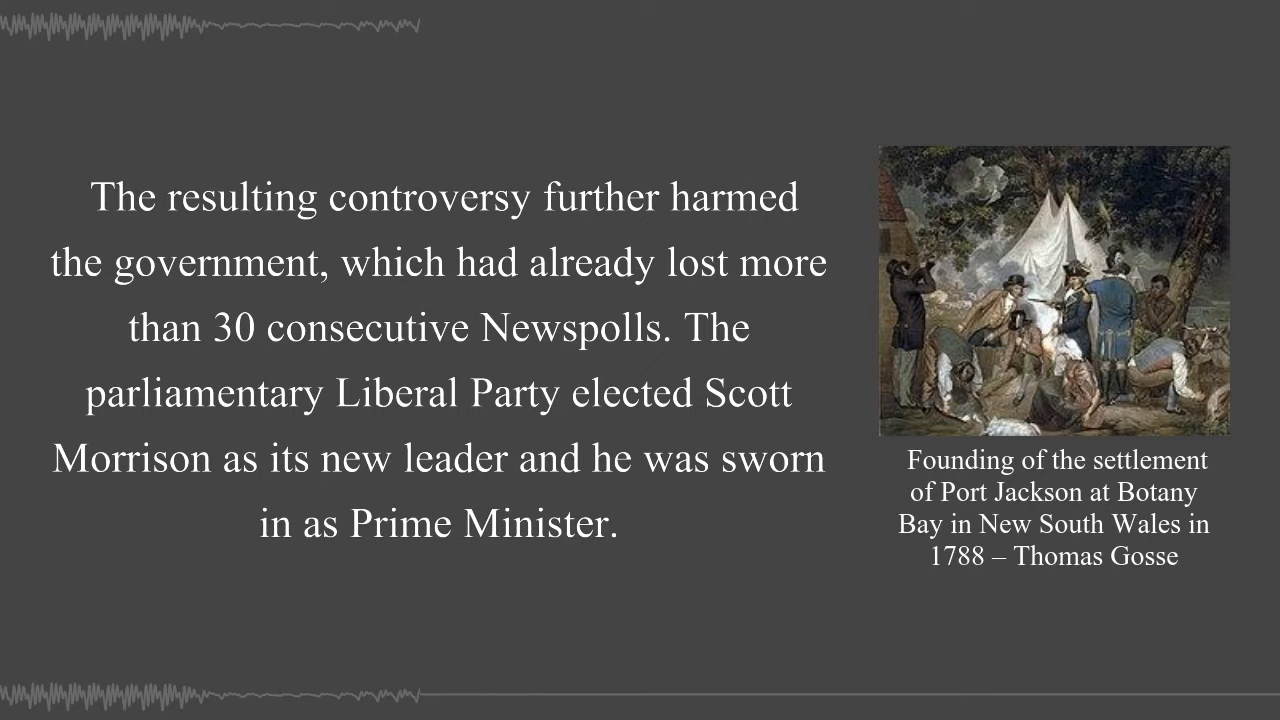 The resulting controversy further harmed
the government, which had already lost more
than 30 consecutive Newspolls. The
parliamentary Liberal Party elected Scott
Morrison as its new leader and he was sworn
in as Prime Minister.
Founding of the settlement
of Port Jackson at Botany
Bay in New South Wales in
1788 – Thomas Gosse